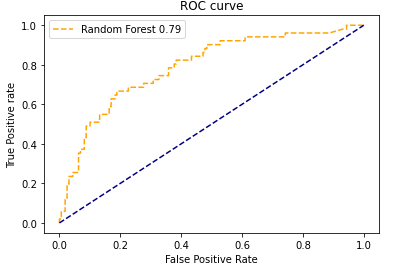 ROC curve
Random Forest 0.79
True Positive rate
1.0
0.8
0.6
0.4
0.2
0.0
0.0 0.2 0.4 0.6 0.8 1.0
False Positive Rate